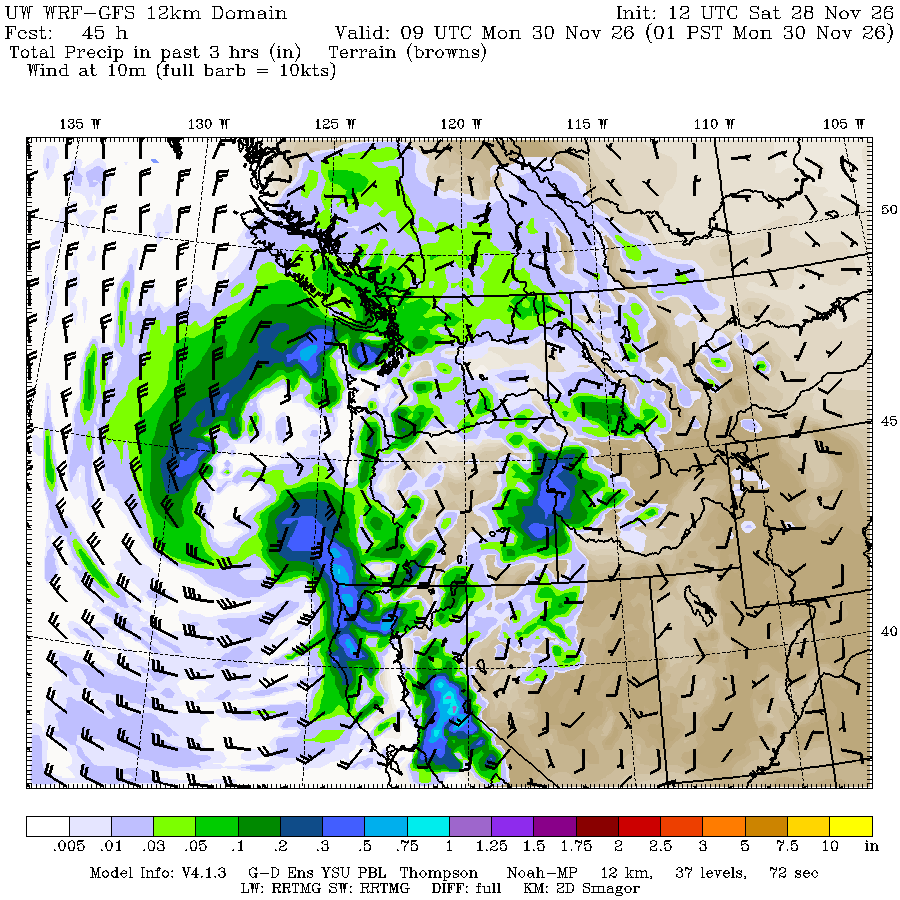 UW WRF-GFS 12km Domain Init: 12 UTC Sat 28 Nov 26
Fcst: 45 h Valid: 09 UTC Mon 30 Nov 26 (01 PST Mon 30 Nov 26)
Total Precip in past 3 hrs (in) Terrain (browns)
Wind at 10m (full barb = 10kts)
135 W 130 W 125 W 120 W 115 W 110 W 105 W
50
45
40
.005 .01 .03 .05 .1 .2 .3 .5 .75 1 1.25 1.5 1.75 2 2.5 3 5 7.5 10 in
Model Info: V4.1.3 G-D Ens YSU PBL Thompson Noah-MP 12 km, 37 levels, 72 sec
LW: RRTMG SW: RRTMG DIFF: full KM: 2D Smagor